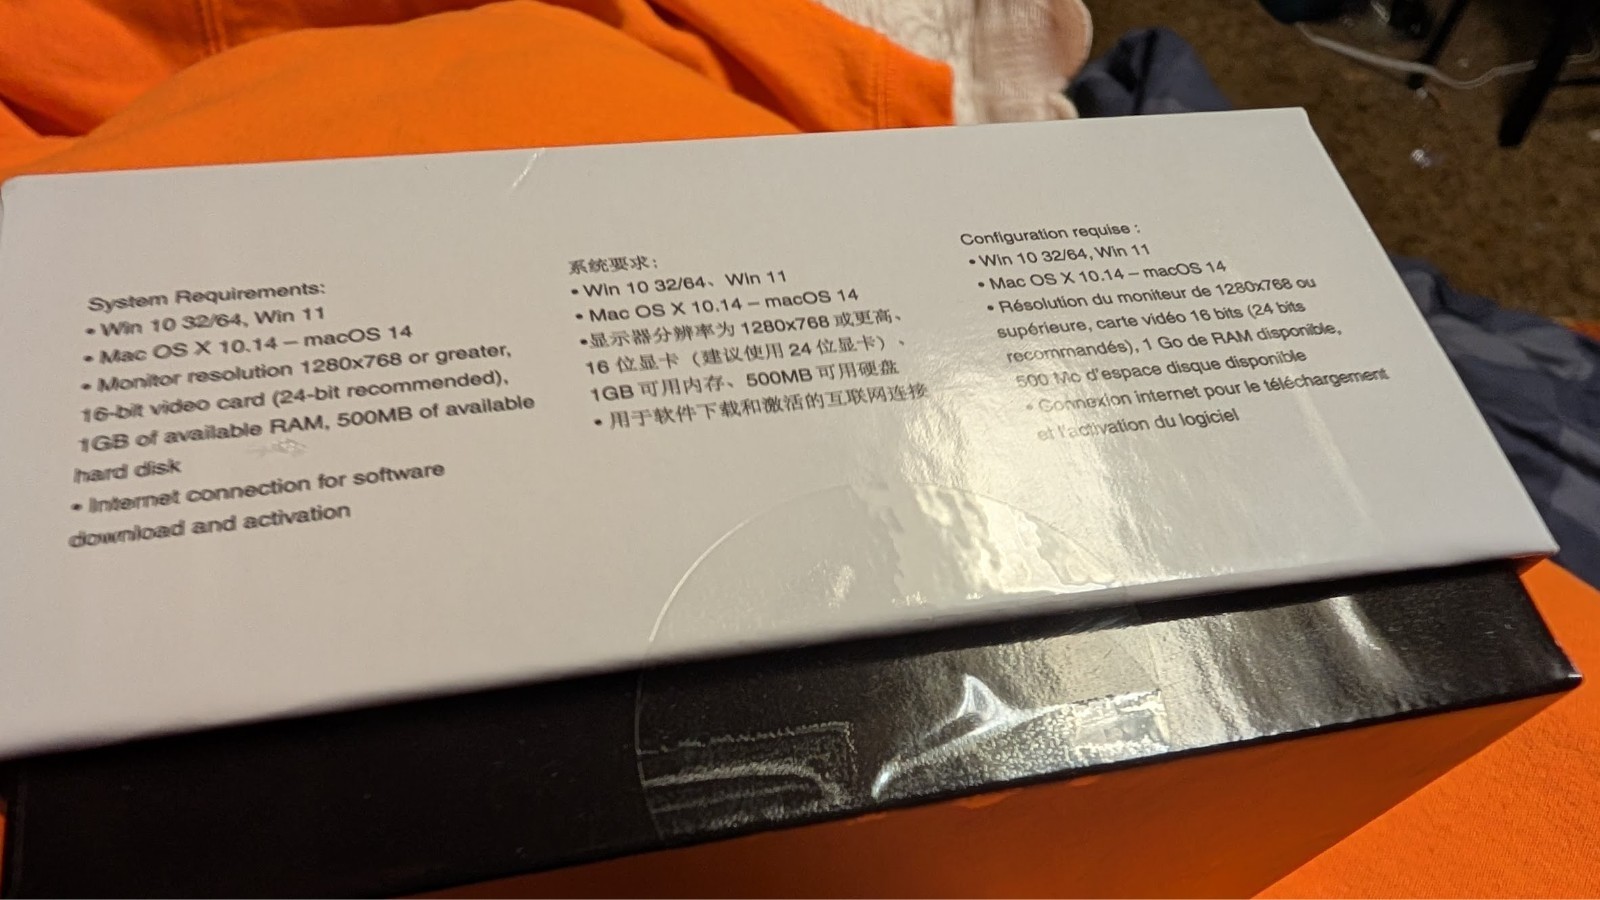 System Requirements:
• Win 10 32/64, Win 11
• Mac OS X 10.14 – macOS 14
• Monitor resolution 1280x768 or greater,
16-bit video card (24-bit recommended),
1GB of available RAM, 500MB of available
hard disk
• Internet connection for software
download and activation
系统要求:
• Win 10 32/64、Win 11
• Mac OS X 10.14 – macOS 14
•显示器分辨率为 1280x768 或更高、
16 位显卡（建议使用 24 位显卡）、
1GB 可用内存、500MB 可用硬盘
• 用于软件下载和激活的互联网连接
Configuration requise :
• Win 10 32/64, Win 11
• Mac OS X 10.14 – macOS 14
• Résolution du moniteur de 1280x768 ou
supérieure, carte vidéo 16 bits (24 bits
recommandés), 1 Go de RAM disponible,
500 Mo d'espace disque disponible
• Connexion internet pour le téléchargement
et l'activation du logiciel